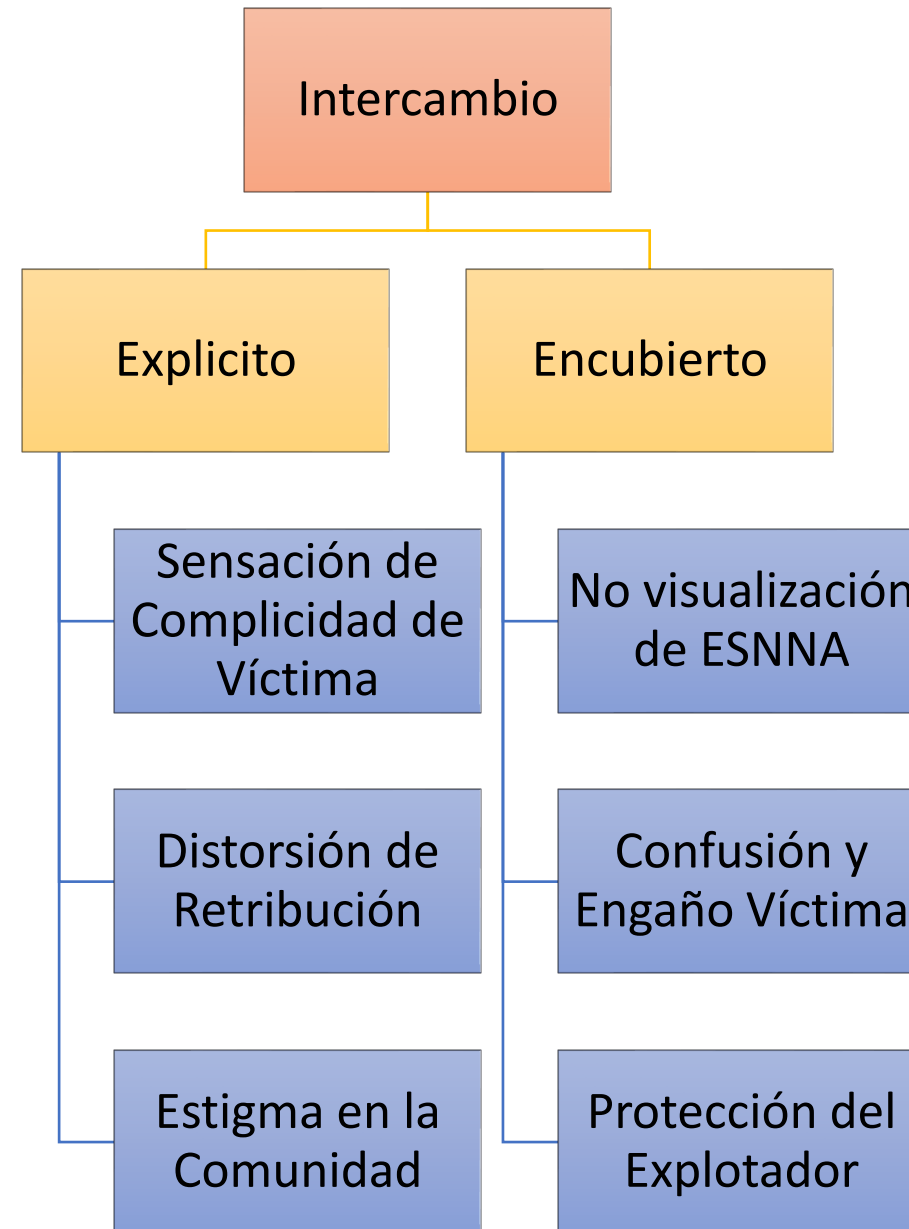 Intercambio
Explicito
Encubierto
Sensación de
Complicidad de
Víctima
No visualización
de ESNNA
Distorsión de
Retribución
Confusión y
Engaño Víctima
Estigma en la
Comunidad
Protección del
Explotador